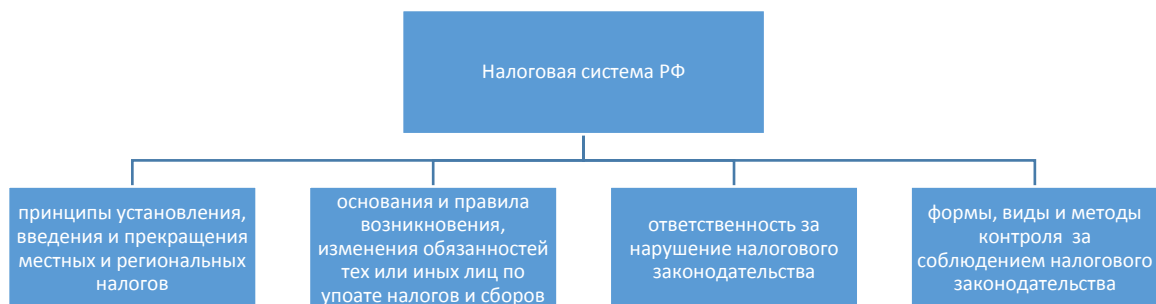 Налоговая система РФ
принципы установления,
введения и прекращения
местных и региональных
налогов
основания и правила
возникновения,
изменения обязанностей
тех или иных лиц по
упоате налогов и сборов
ответственность за
нарушение налогового
законодательства
формы, виды и методы
контроля за
соблюдением налогового
законодательства